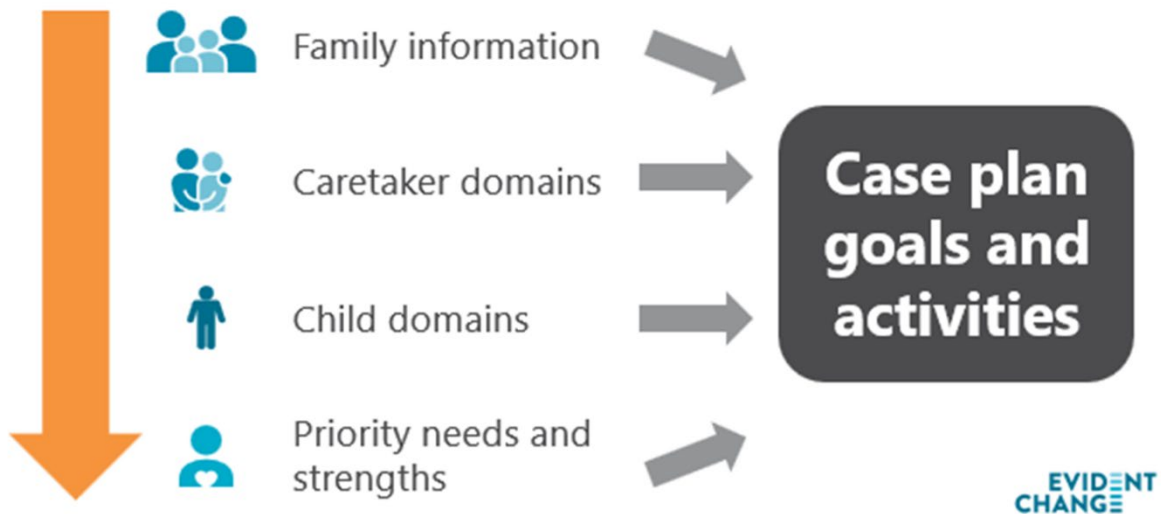 Family information
Caretaker domains
Child domains
Priority needs and
strengths
Case plan
goals and
activities
EVIDENT
CHANGE